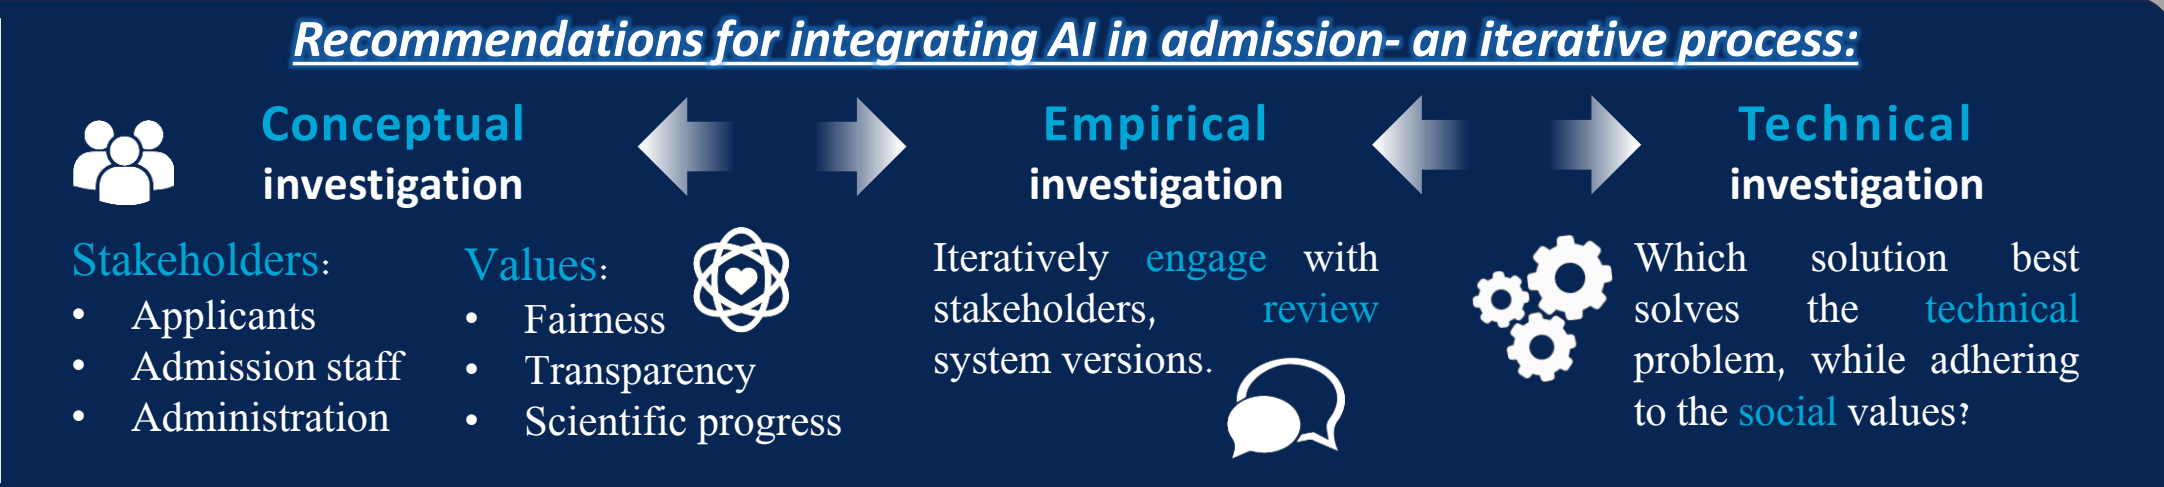 Recommendations for integrating AI in admission- an iterative process:
Conceptual
investigation
Stakeholders:
• Applicants
• Admission staff
• Administration
Values:
• Fairness
• Transparency
• Scientific progress
Empirical
investigation
Iteratively engage with
stakeholders, review
system versions.
Technical
investigation
Which solution best
solves the technical
problem, while adhering
to the social values?